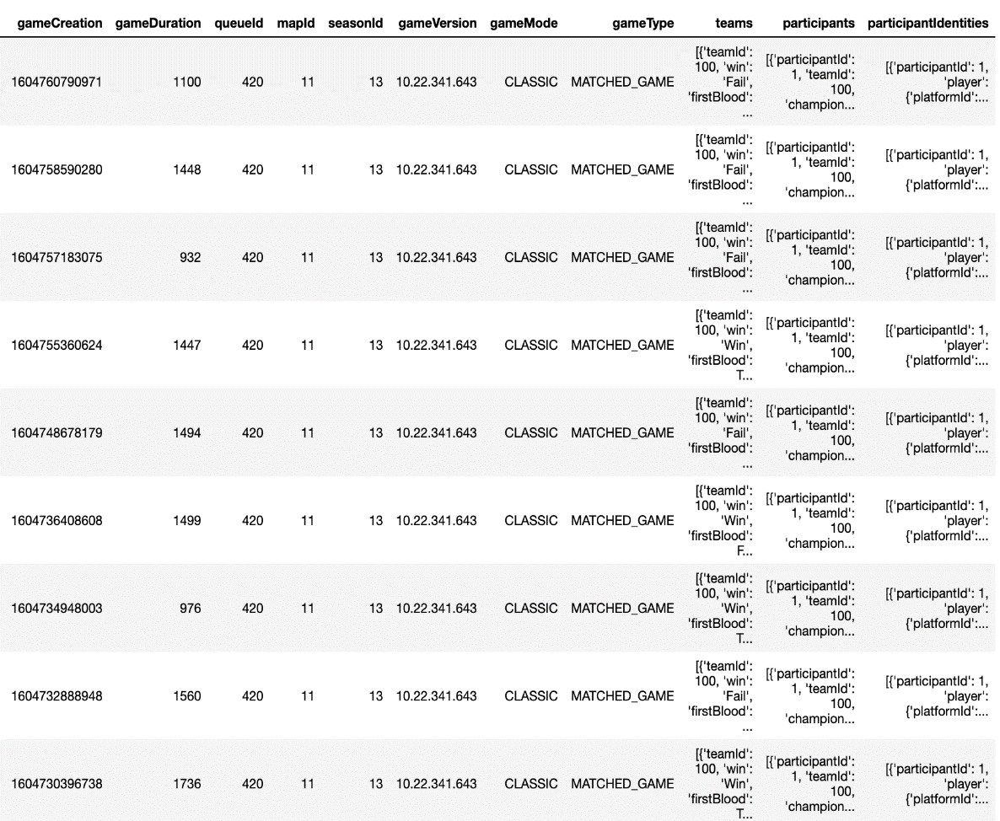 gameCreation gameDuration queueId mapId seasonId gameVersion gameMode gameType teams participants participantIdentities
1604760790971 1100 420 11 13 10.22.341.643 CLASSIC MATCHED_GAME [{'teamId': 100, 'win': 'Fail', 'firstBlood': ... [{'participantId': 1, 'teamId': 100, 'champion... [{'participantId': 1, 'player': {'platformId':...
1604758590280 1448 420 11 13 10.22.341.643 CLASSIC MATCHED_GAME [{'teamId': 100, 'win': 'Fail', 'firstBlood': ... [{'participantId': 1, 'teamId': 100, 'champion... [{'participantId': 1, 'player': {'platformId':...
1604757183075 932 420 11 13 10.22.341.643 CLASSIC MATCHED_GAME [{'teamId': 100, 'win': 'Fail', 'firstBlood': ... [{'participantId': 1, 'teamId': 100, 'champion... [{'participantId': 1, 'player': {'platformId':...
1604755360624 1447 420 11 13 10.22.341.643 CLASSIC MATCHED_GAME [{'teamId': 100, 'win': 'Win', 'firstBlood': T... [{'participantId': 1, 'teamId': 100, 'champion... [{'participantId': 1, 'player': {'platformId':...
1604748678179 1494 420 11 13 10.22.341.643 CLASSIC MATCHED_GAME [{'teamId': 100, 'win': 'Fail', 'firstBlood': ... [{'participantId': 1, 'teamId': 100, 'champion... [{'participantId': 1, 'player': {'platformId':...
1604736408608 1499 420 11 13 10.22.341.643 CLASSIC MATCHED_GAME [{'teamId': 100, 'win': 'Win', 'firstBlood': F... [{'participantId': 1, 'teamId': 100, 'champion... [{'participantId': 1, 'player': {'platformId':...
1604734948003 976 420 11 13 10.22.341.643 CLASSIC MATCHED_GAME [{'teamId': 100, 'win': 'Win', 'firstBlood': T... [{'participantId': 1, 'teamId': 100, 'champion... [{'participantId': 1, 'player': {'platformId':...
1604732888948 1560 420 11 13 10.22.341.643 CLASSIC MATCHED_GAME [{'teamId': 100, 'win': 'Fail', 'firstBlood': ... [{'participantId': 1, 'teamId': 100, 'champion... [{'participantId': 1, 'player': {'platformId':...
1604730396738 1736 420 11 13 10.22.341.643 CLASSIC MATCHED_GAME [{'teamId': 100, 'win': 'Win', 'firstBlood': T... [{'participantId': 1, 'teamId': 100, 'champion... [{'participantId': 1, 'player': {'platformId':...